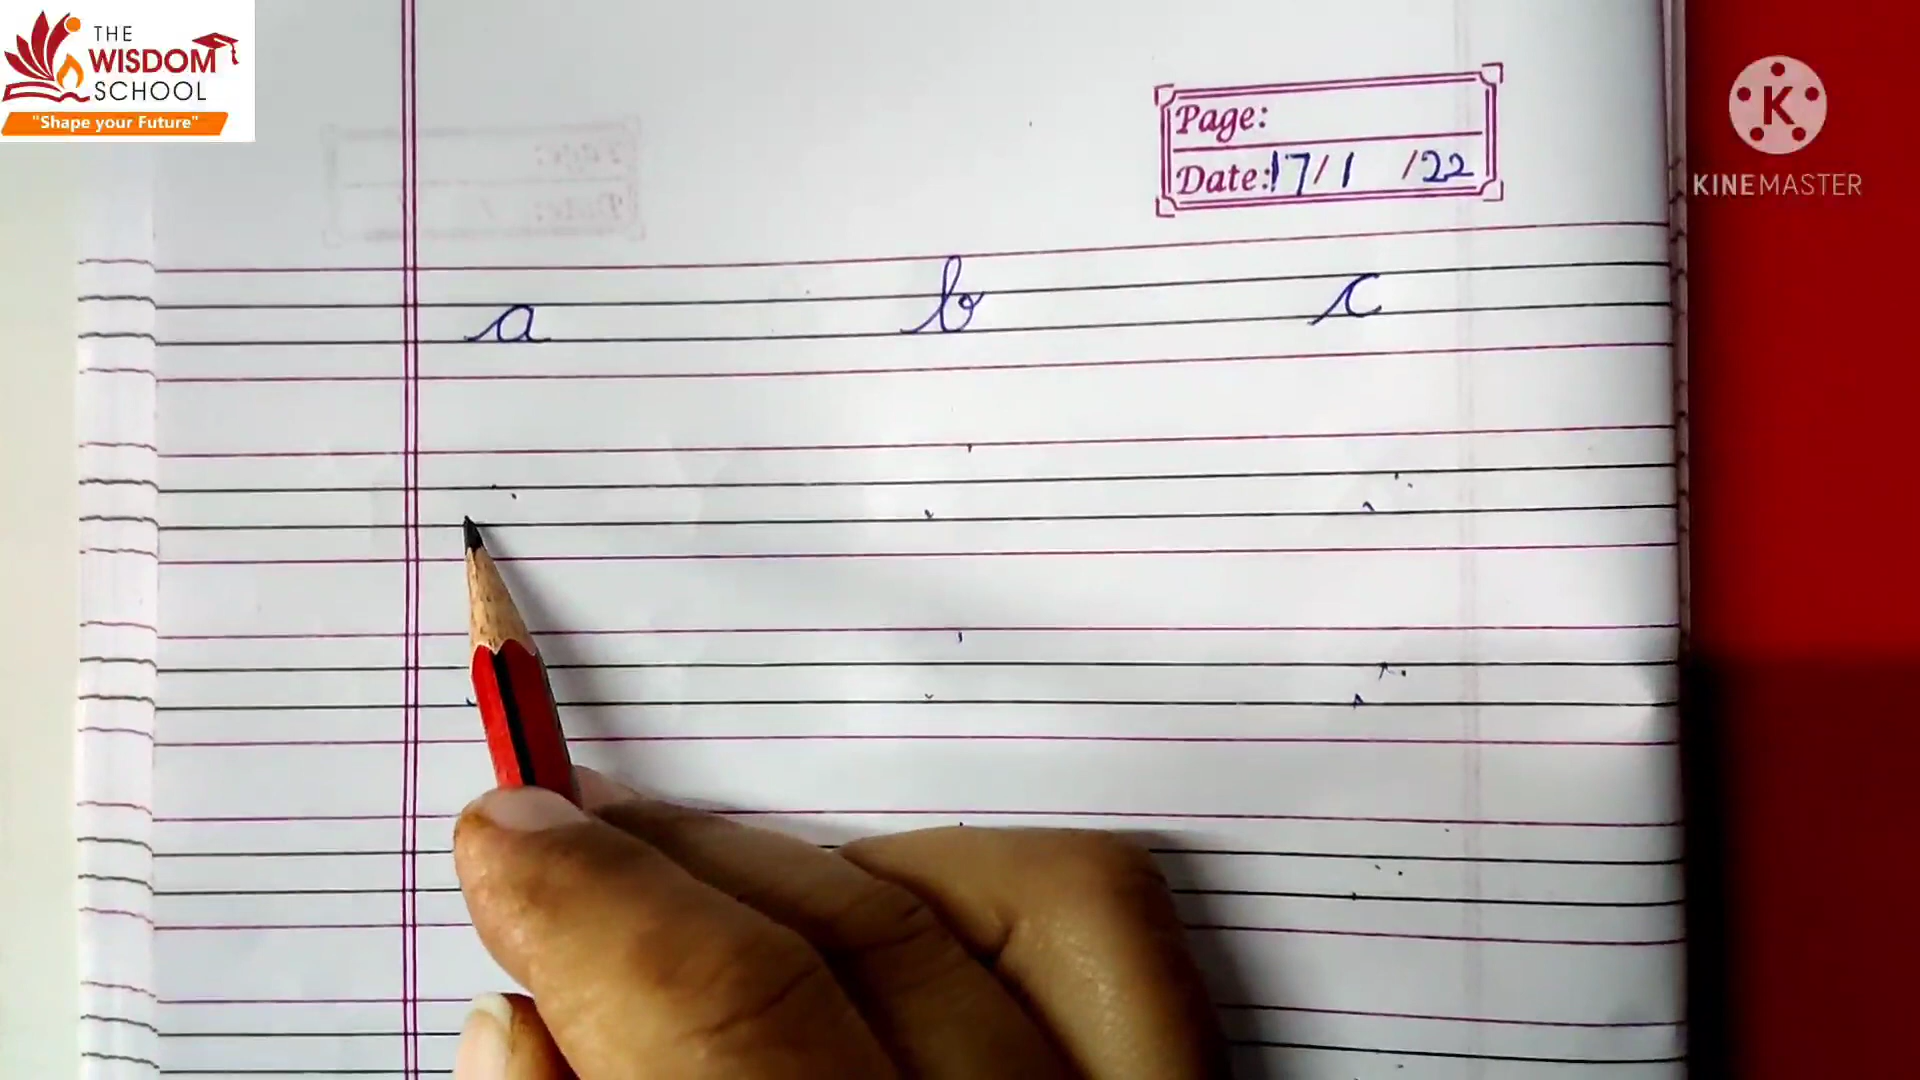 THE
WISDOM
SCHOOL
"Shape your Future"
Page:
Date: 17/1/22
K
KINEMASTER
a b c